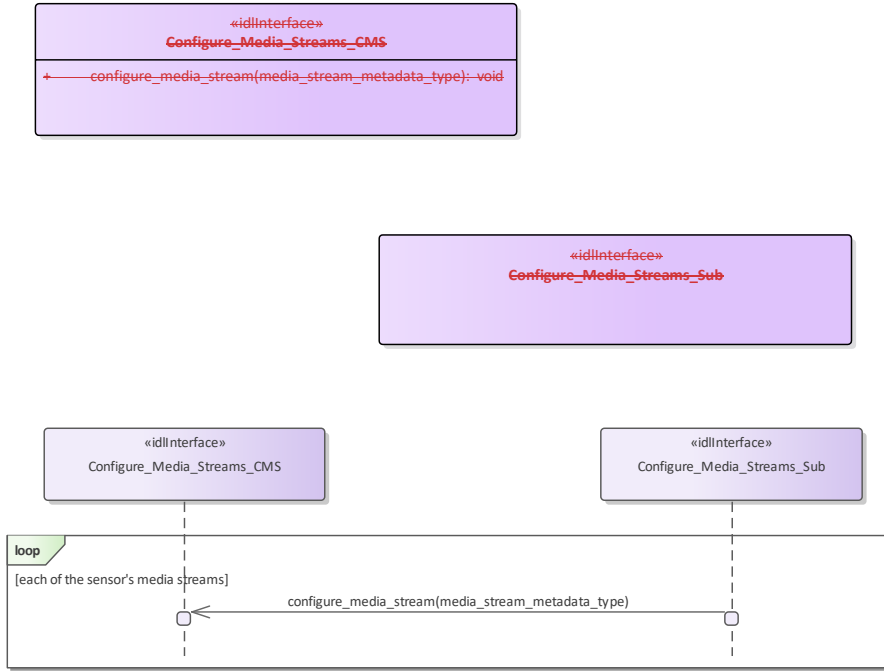 «idlInterface»
Configure_Media_Streams_CMS
+ configure_media_stream(media_stream_metadata_type): void
«idlInterface»
Configure_Media_Streams_Sub
«idlInterface»
Configure_Media_Streams_CMS
«idlInterface»
Configure_Media_Streams_Sub
loop
[each of the sensor's media streams]
configure_media_stream(media_stream_metadata_type)